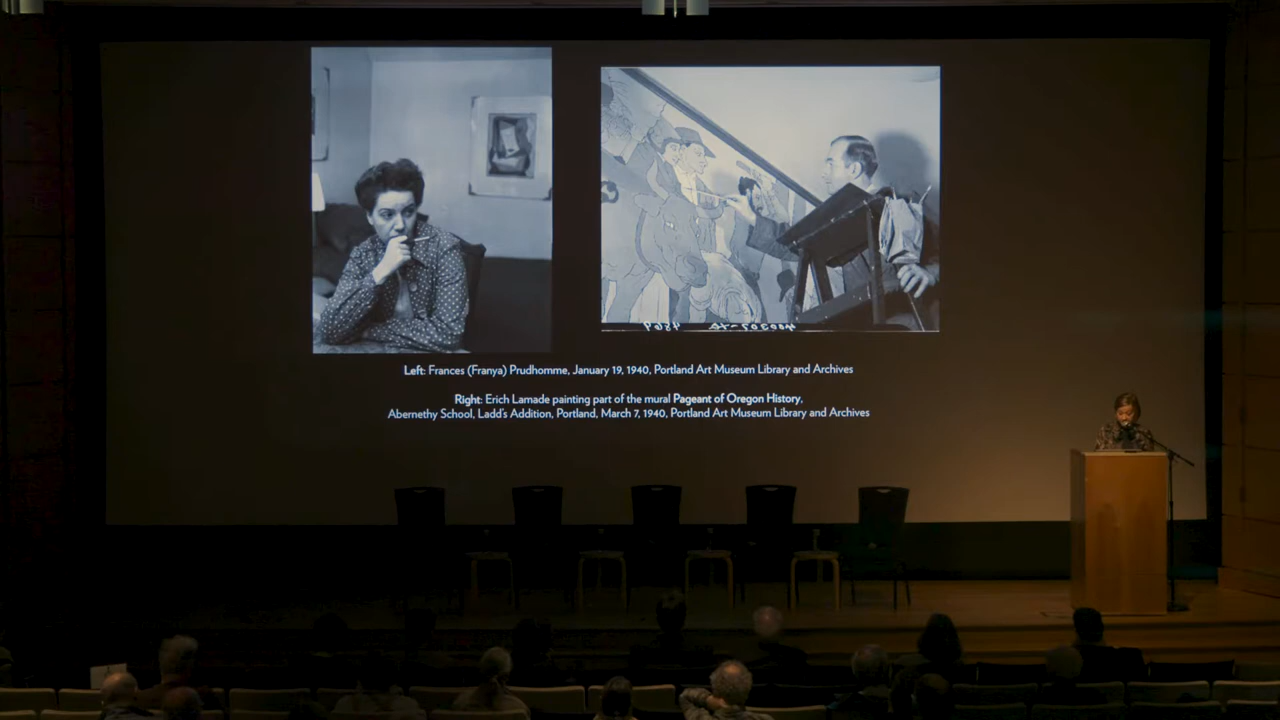 Left: Frances (Franya) Prudhomme, January 19, 1940, Portland Art Museum Library and Archives
Right: Erich Lamade painting part of the mural Pageant of Oregon History,
Abernethy School, Ladd's Addition, Portland, March 7, 1940, Portland Art Museum Library and Archives